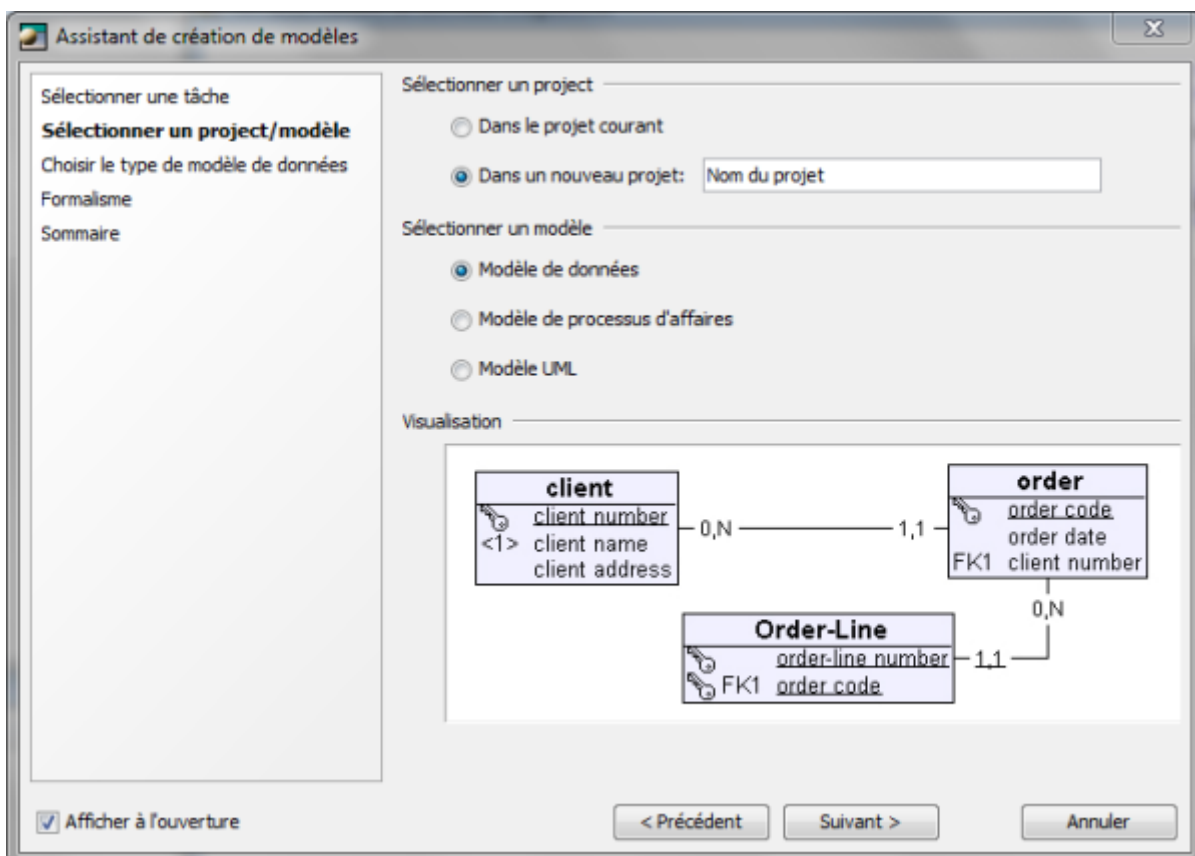 Assistant de création de modèles
Sélectionner une tâche
Sélectionner un project/modèle
Choisir le type de modèle de données
Formalisme
Sommaire
Sélectionner un project
Dans le projet courant
Dans un nouveau projet: Nom du projet
Sélectionner un modèle
Modèle de données
Modèle de processus d'affaires
Modèle UML
Visualisation
client
client number
<1> client name
client address
0,N
1,1
order
order code
order date
FK1 client number
0,N
Order-Line
order-line number
FK1 order code
1,1
Afficher à l'ouverture
< Précédent
Suivant >
Annuler